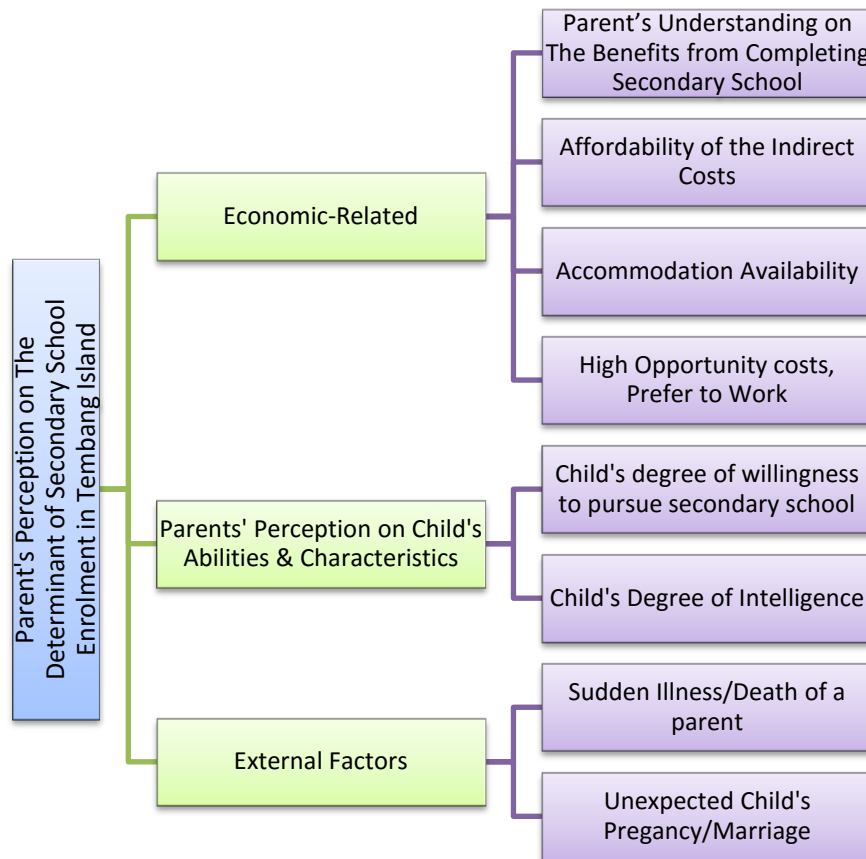 Parent's Perception on The
Determinant of Secondary School
Enrolment in Tembang Island
Economic-Related
Parent’s Understanding on
The Benefits from Completing
Secondary School
Affordability of the Indirect
Costs
Accommodation Availability
High Opportunity costs,
Prefer to Work
Parents' Perception on Child's
Abilities & Characteristics
Child's degree of willingness
to pursue secondary school
Child's Degree of Intelligence
External Factors
Sudden Illness/Death of a
parent
Unexpected Child's
Pregancy/Marriage